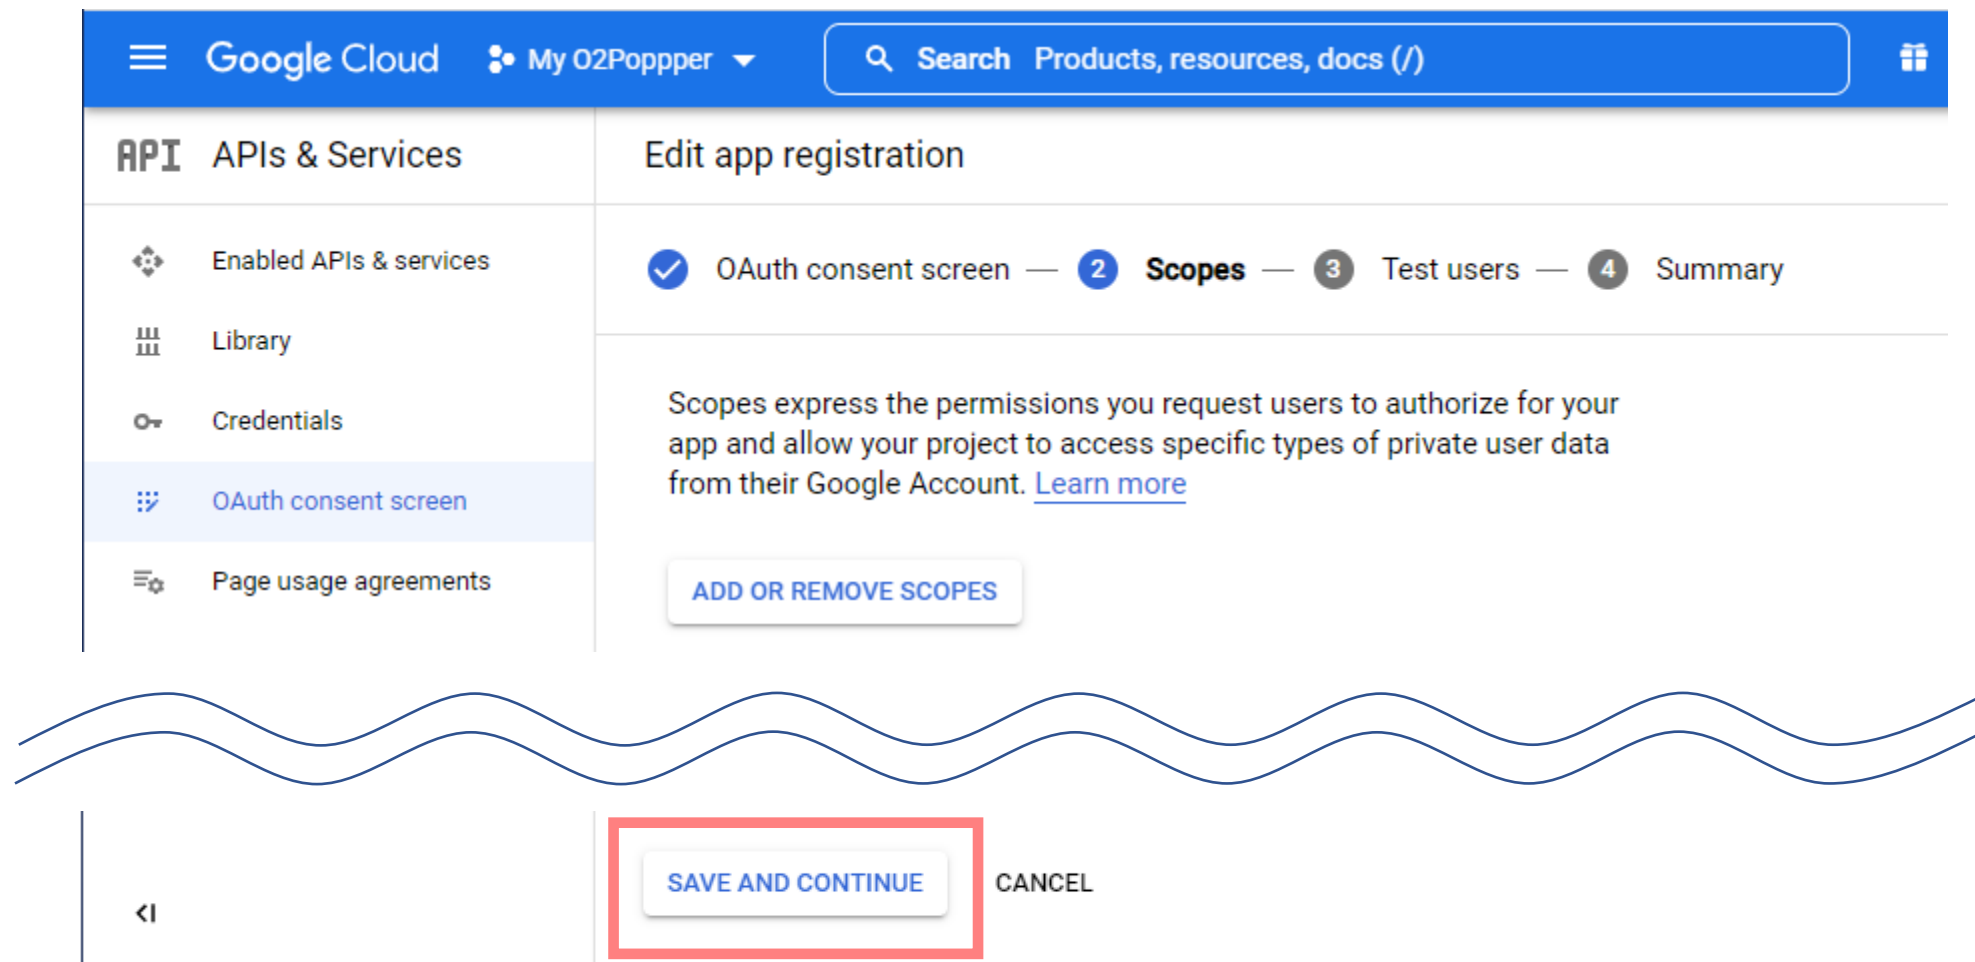 Google Cloud My O2Poppper Search Products, resources, docs (/)
API APIs & Services
Edit app registration
Enabled APIs & services
Library
Credentials
OAuth consent screen
Page usage agreements
OAuth consent screen — 2 Scopes — 3 Test users — 4 Summary
Scopes express the permissions you request users to authorize for your
app and allow your project to access specific types of private user data
from their Google Account. Learn more
ADD OR REMOVE SCOPES
SAVE AND CONTINUE CANCEL